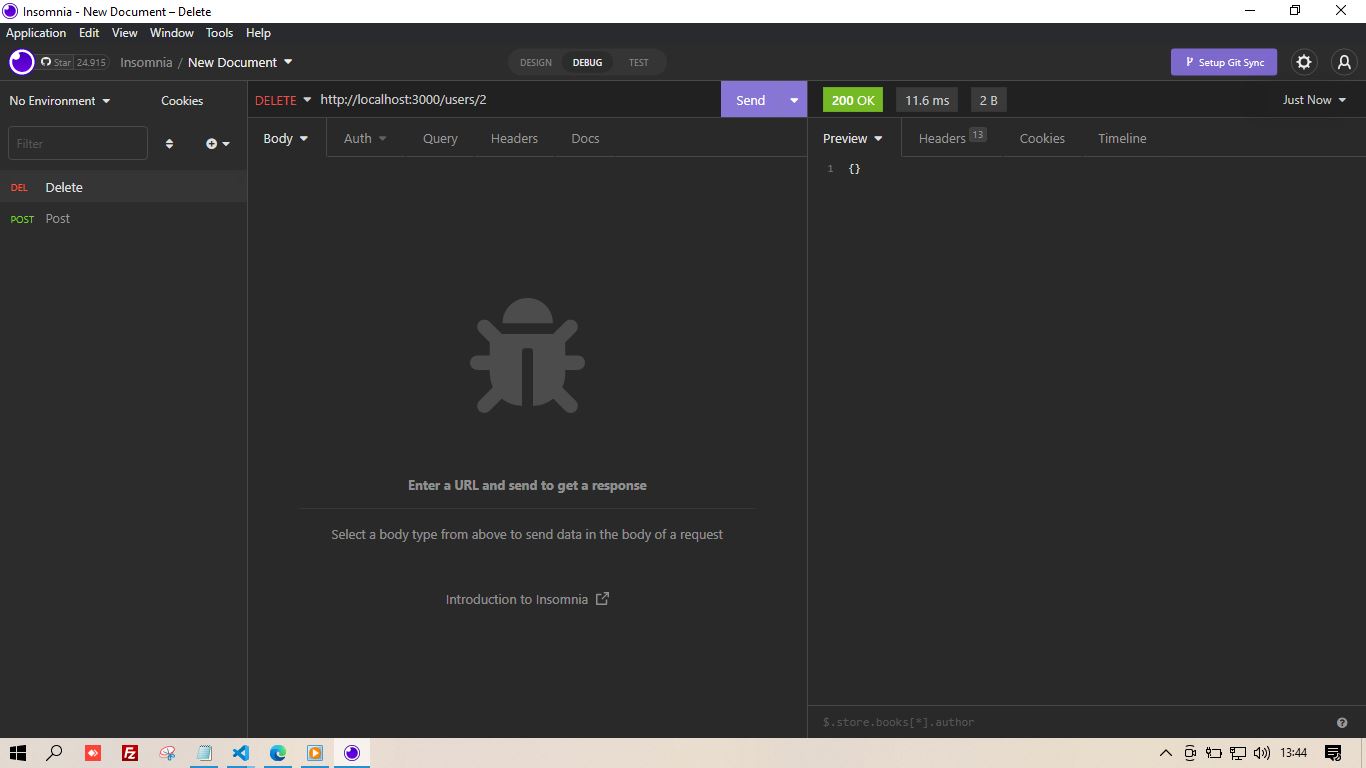 Insomnia - New Document – Delete
Application Edit View Window Tools Help
Star 24.915 Insomnia / New Document DESIGN DEBUG TEST Setup Git Sync
No Environment Cookies DELETE http://localhost:3000/users/2 Send 200 OK 11.6 ms 2 B Just Now
Filter Body Auth Query Headers Docs Preview Headers 13 Cookies Timeline
1 {}
DEL Delete
POST Post
Enter a URL and send to get a response
Select a body type from above to send data in the body of a request
Introduction to Insomnia
$.store.books[*].author
Fz 13:44